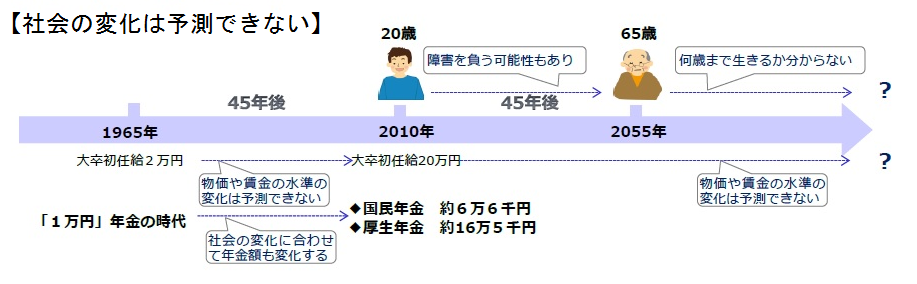 【社会の変化は予測できない】
20歳
65歳
障害を負う可能性もあり
何歳まで生きるか分からない
?
45年後
45年後
1965年
2010年
2055年
大卒初任給２万円
大卒初任給20万円
?
物価や賃金の水準の
変化は予測できない
物価や賃金の水準の
変化は予測できない
「１万円」年金の時代
◆国民年金　約６万６千円
◆厚生年金　約16万５千円
社会の変化に合わせ
て年金額も変化する